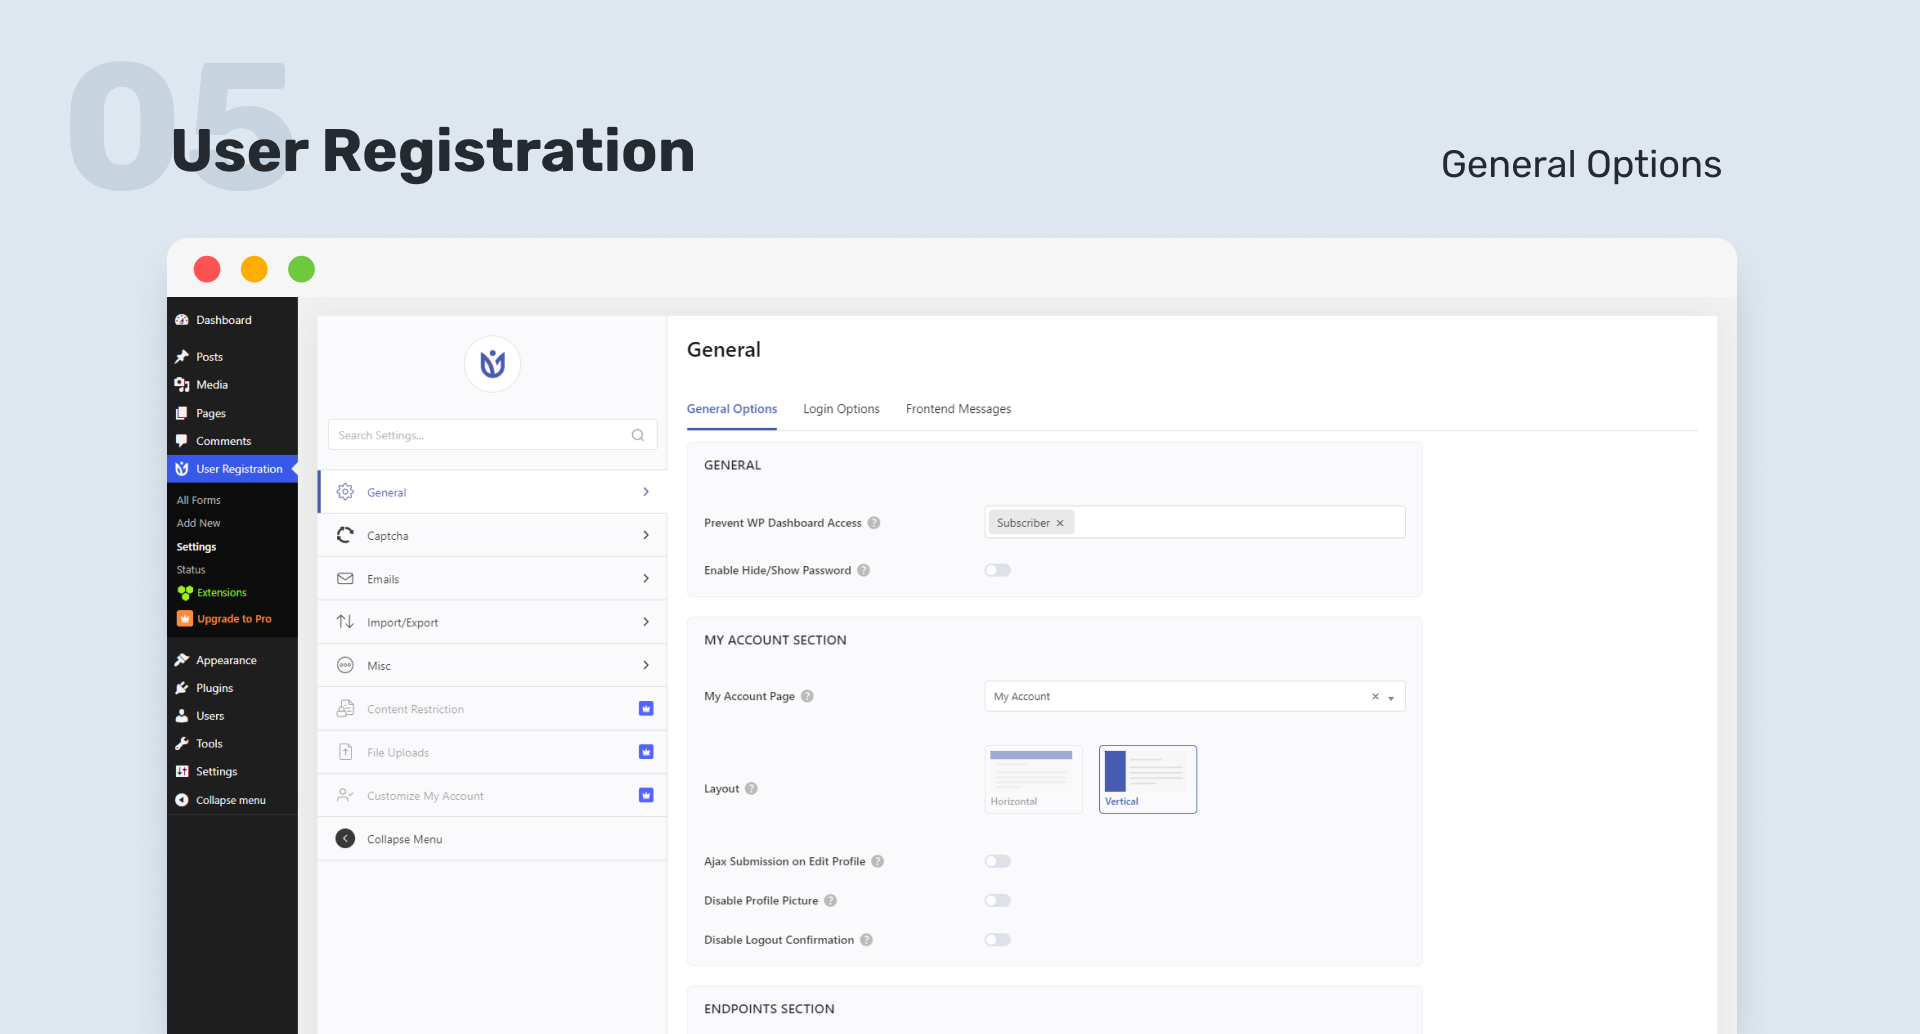 05
User Registration
General Options
Dashboard
Posts
Media
Pages
Comments
User Registration
All Forms
Add New
Settings
Status
Extensions
Upgrade to Pro
Appearance
Plugins
Users
Tools
Settings
Collapse menu
Search Settings...
General
Captcha
Emails
Import/Export
Misc
Content Restriction
File Uploads
Customize My Account
Collapse Menu
General
General Options
Login Options
Frontend Messages
GENERAL
Prevent WP Dashboard Access ?
Subscriber ×
Enable Hide/Show Password ?
MY ACCOUNT SECTION
My Account Page ?
My Account ×
Layout ?
Horizontal
Vertical
Ajax Submission on Edit Profile ?
Disable Profile Picture ?
Disable Logout Confirmation ?
ENDPOINTS SECTION